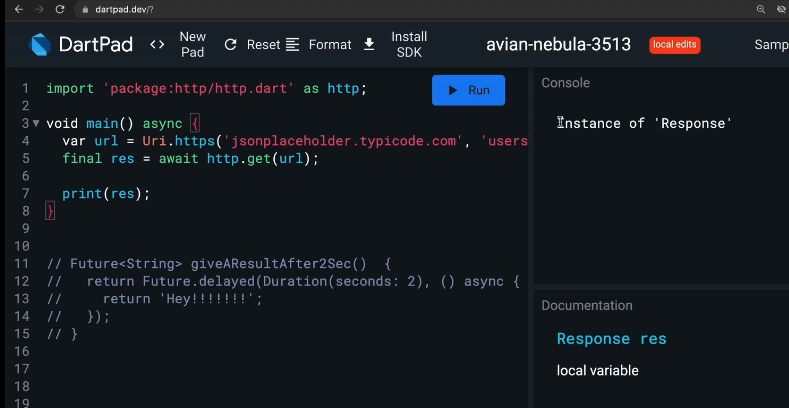 dartpad.dev/?
DartPad
<> New Pad
Reset
Format
Install SDK
avian-nebula-3513
local edits
Samp
1 import 'package:http/http.dart' as http;
2
3 void main() async {
4   var url = Uri.https('jsonplaceholder.typicode.com', 'users
5   final res = await http.get(url);
6
7   print(res);
8 }
9
10
11 // Future<String> giveAResultAfter2Sec()  {
12 //   return Future.delayed(Duration(seconds: 2), () async {
13 //     return 'Hey!!!!!!!';
14 //   });
15 // }
16
17
18
19
Run
Console
Instance of 'Response'
Documentation
Response res
local variable